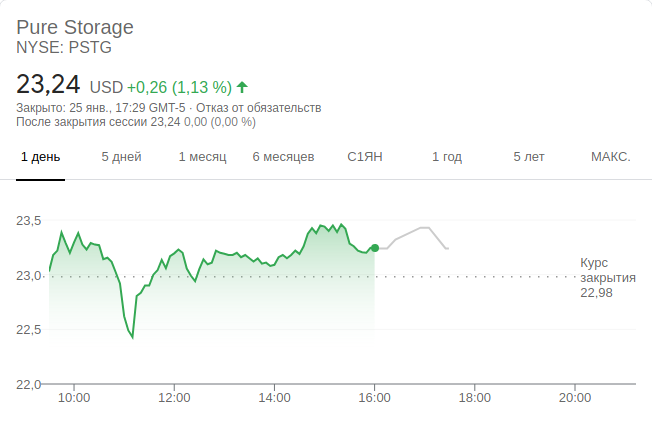 Pure Storage
NYSE: PSTG
23,24 USD +0,26 (1,13 %)
Закрыто: 25 янв., 17:29 GMT-5 · Отказ от обязательств
После закрытия сессии 23,24 0,00 (0,00 %)
1 день 5 дней 1 месяц 6 месяцев С1ЯН 1 год 5 лет МАКС.
23,5
23,0
22,5
22,0
Курс
закрытия
22,98
10:00 12:00 14:00 16:00 18:00 20:00